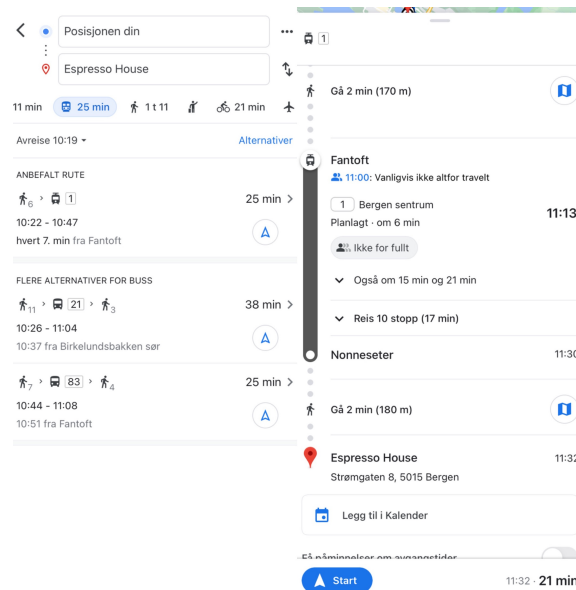 Posisjonen din
Espresso House
11 min
25 min
1 t 11
21 min
Avreise 10:19
Alternativer
ANBEFALT RUTE
6 1
25 min
10:22 - 10:47
hvert 7. min fra Fantoft
FLERE ALTERNATIVER FOR BUSS
11 21 3
38 min
10:26 - 11:04
10:37 fra Birkelundsbakken sør
7 83 4
25 min
10:44 - 11:08
10:51 fra Fantoft
1
Gå 2 min (170 m)
Fantoft
11:00: Vanligvis ikke altfor travelt
1 Bergen sentrum
11:13
Planlagt · om 6 min
Ikke for fullt
Også om 15 min og 21 min
Reis 10 stopp (17 min)
Nonneseter
11:30
Gå 2 min (180 m)
Espresso House
11:32
Strømgaten 8, 5015 Bergen
Legg til i Kalender
Få påminnelser om avgangstider
Start
11:32 · 21 min